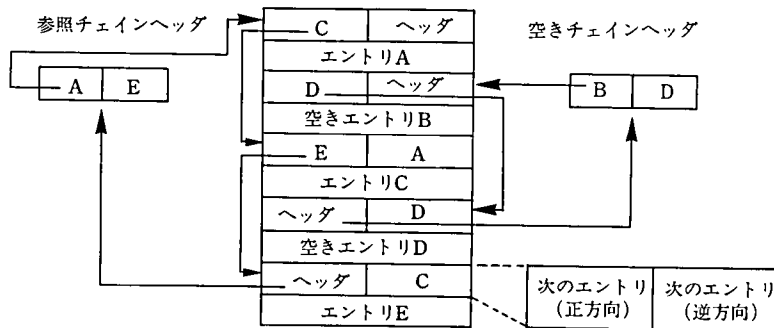 参照チェインヘッダ
A E
C ヘッダ
エントリA
D ヘッダ
空きエントリB
E A
エントリC
ヘッダ D
空きエントリD
ヘッダ C
エントリE
空きチェインヘッダ
B D
次のエントリ
(正方向)
次のエントリ
(逆方向)